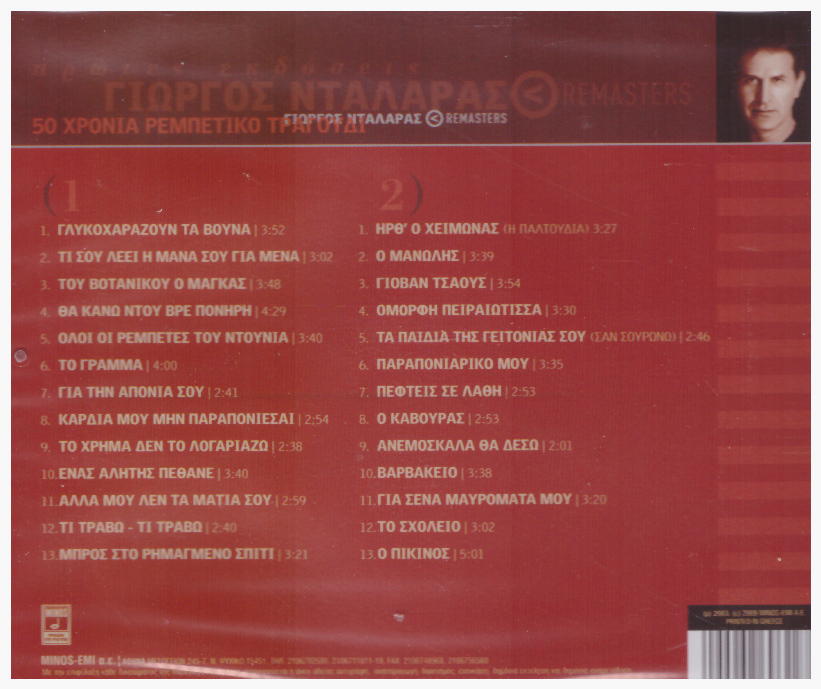 πρώτες εκδόσεις
ΓΙΩΡΓΟΣ ΝΤΑΛΑΡΑΣ REMASTERS
ΓΙΩΡΓΟΣ ΝΤΑΛΑΡΑΣ REMASTERS
50 ΧΡΟΝΙΑ ΡΕΜΠΕΤΙΚΟ ΤΡΑΓΟΥΔΙ
(1
1. ΓΛΥΚΟΧΑΡΑΖΟΥΝ ΤΑ ΒΟΥΝΑ | 3:52
2. ΤΙ ΣΟΥ ΛΕΕΙ Η ΜΑΝΑ ΣΟΥ ΓΙΑ ΜΕΝΑ | 3:02
3. ΤΟΥ ΒΟΤΑΝΙΚΟΥ Ο ΜΑΓΚΑΣ | 3:48
4. ΘΑ ΚΑΝΩ ΝΤΟΥ ΒΡΕ ΠΟΝΗΡΗ | 4:29
5. ΟΛΟΙ ΟΙ ΡΕΜΠΕΤΕΣ ΤΟΥ ΝΤΟΥΝΙΑ | 3:40
6. ΤΟ ΓΡΑΜΜΑ | 4:00
7. ΓΙΑ ΤΗΝ ΑΠΟΝΙΑ ΣΟΥ | 2:41
8. ΚΑΡΔΙΑ ΜΟΥ ΜΗΝ ΠΑΡΑΠΟΝΙΕΣΑΙ | 2;54
9. ΤΟ ΧΡΗΜΑ ΔΕΝ ΤΟ ΛΟΓΑΡΙΑΖΩ | 2:38
10. ΕΝΑΣ ΑΛΗΤΗΣ ΠΕΘΑΝΕ | 3:40
11. ΑΛΛΑ ΜΟΥ ΛΕΝ ΤΑ ΜΑΤΙΑ ΣΟΥ | 2:59
12. ΤΙ ΤΡΑΒΩ - ΤΙ ΤΡΑΒΩ | 2:40
13. ΜΠΡΟΣ ΣΤΟ ΡΗΜΑΓΜΕΝΟ ΣΠΙΤΙ | 3:21
2)
1. ΗΡΘ' Ο ΧΕΙΜΩΝΑΣ (Η ΠΑΛΤΟΥΔΙΑ) 3:27
2. Ο ΜΑΝΩΛΗΣ | 3:39
3. ΓΙΟΒΑΝ ΤΣΑΟΥΣ | 3:54
4. ΟΜΟΡΦΗ ΠΕΙΡΑΙΩΤΙΣΣΑ | 3:30
5. ΤΑ ΠΑΙΔΙΑ ΤΗΣ ΓΕΙΤΟΝΙΑΣ ΣΟΥ (ΣΑΝ ΣΟΥΡΩΝΩ) | 2:46
6. ΠΑΡΑΠΟΝΙΑΡΙΚΟ ΜΟΥ | 3:35
7. ΠΕΦΤΕΙΣ ΣΕ ΛΑΘΗ | 2:53
8. Ο ΚΑΒΟΥΡΑΣ | 2:53
9. ΑΝΕΜΟΣΚΑΛΑ ΘΑ ΔΕΣΩ | 2:01
10. ΒΑΡΒΑΚΕΙΟ | 3:38
11. ΓΙΑ ΣΕΝΑ ΜΑΥΡΟΜΑΤΑ ΜΟΥ | 3:20
12. ΤΟ ΣΧΟΛΕΙΟ | 3:02
13. Ο ΠΙΚΙΝΟΣ | 5:01
MINOS
MINOS-EMI α.ε.
PRINTED IN GREECE